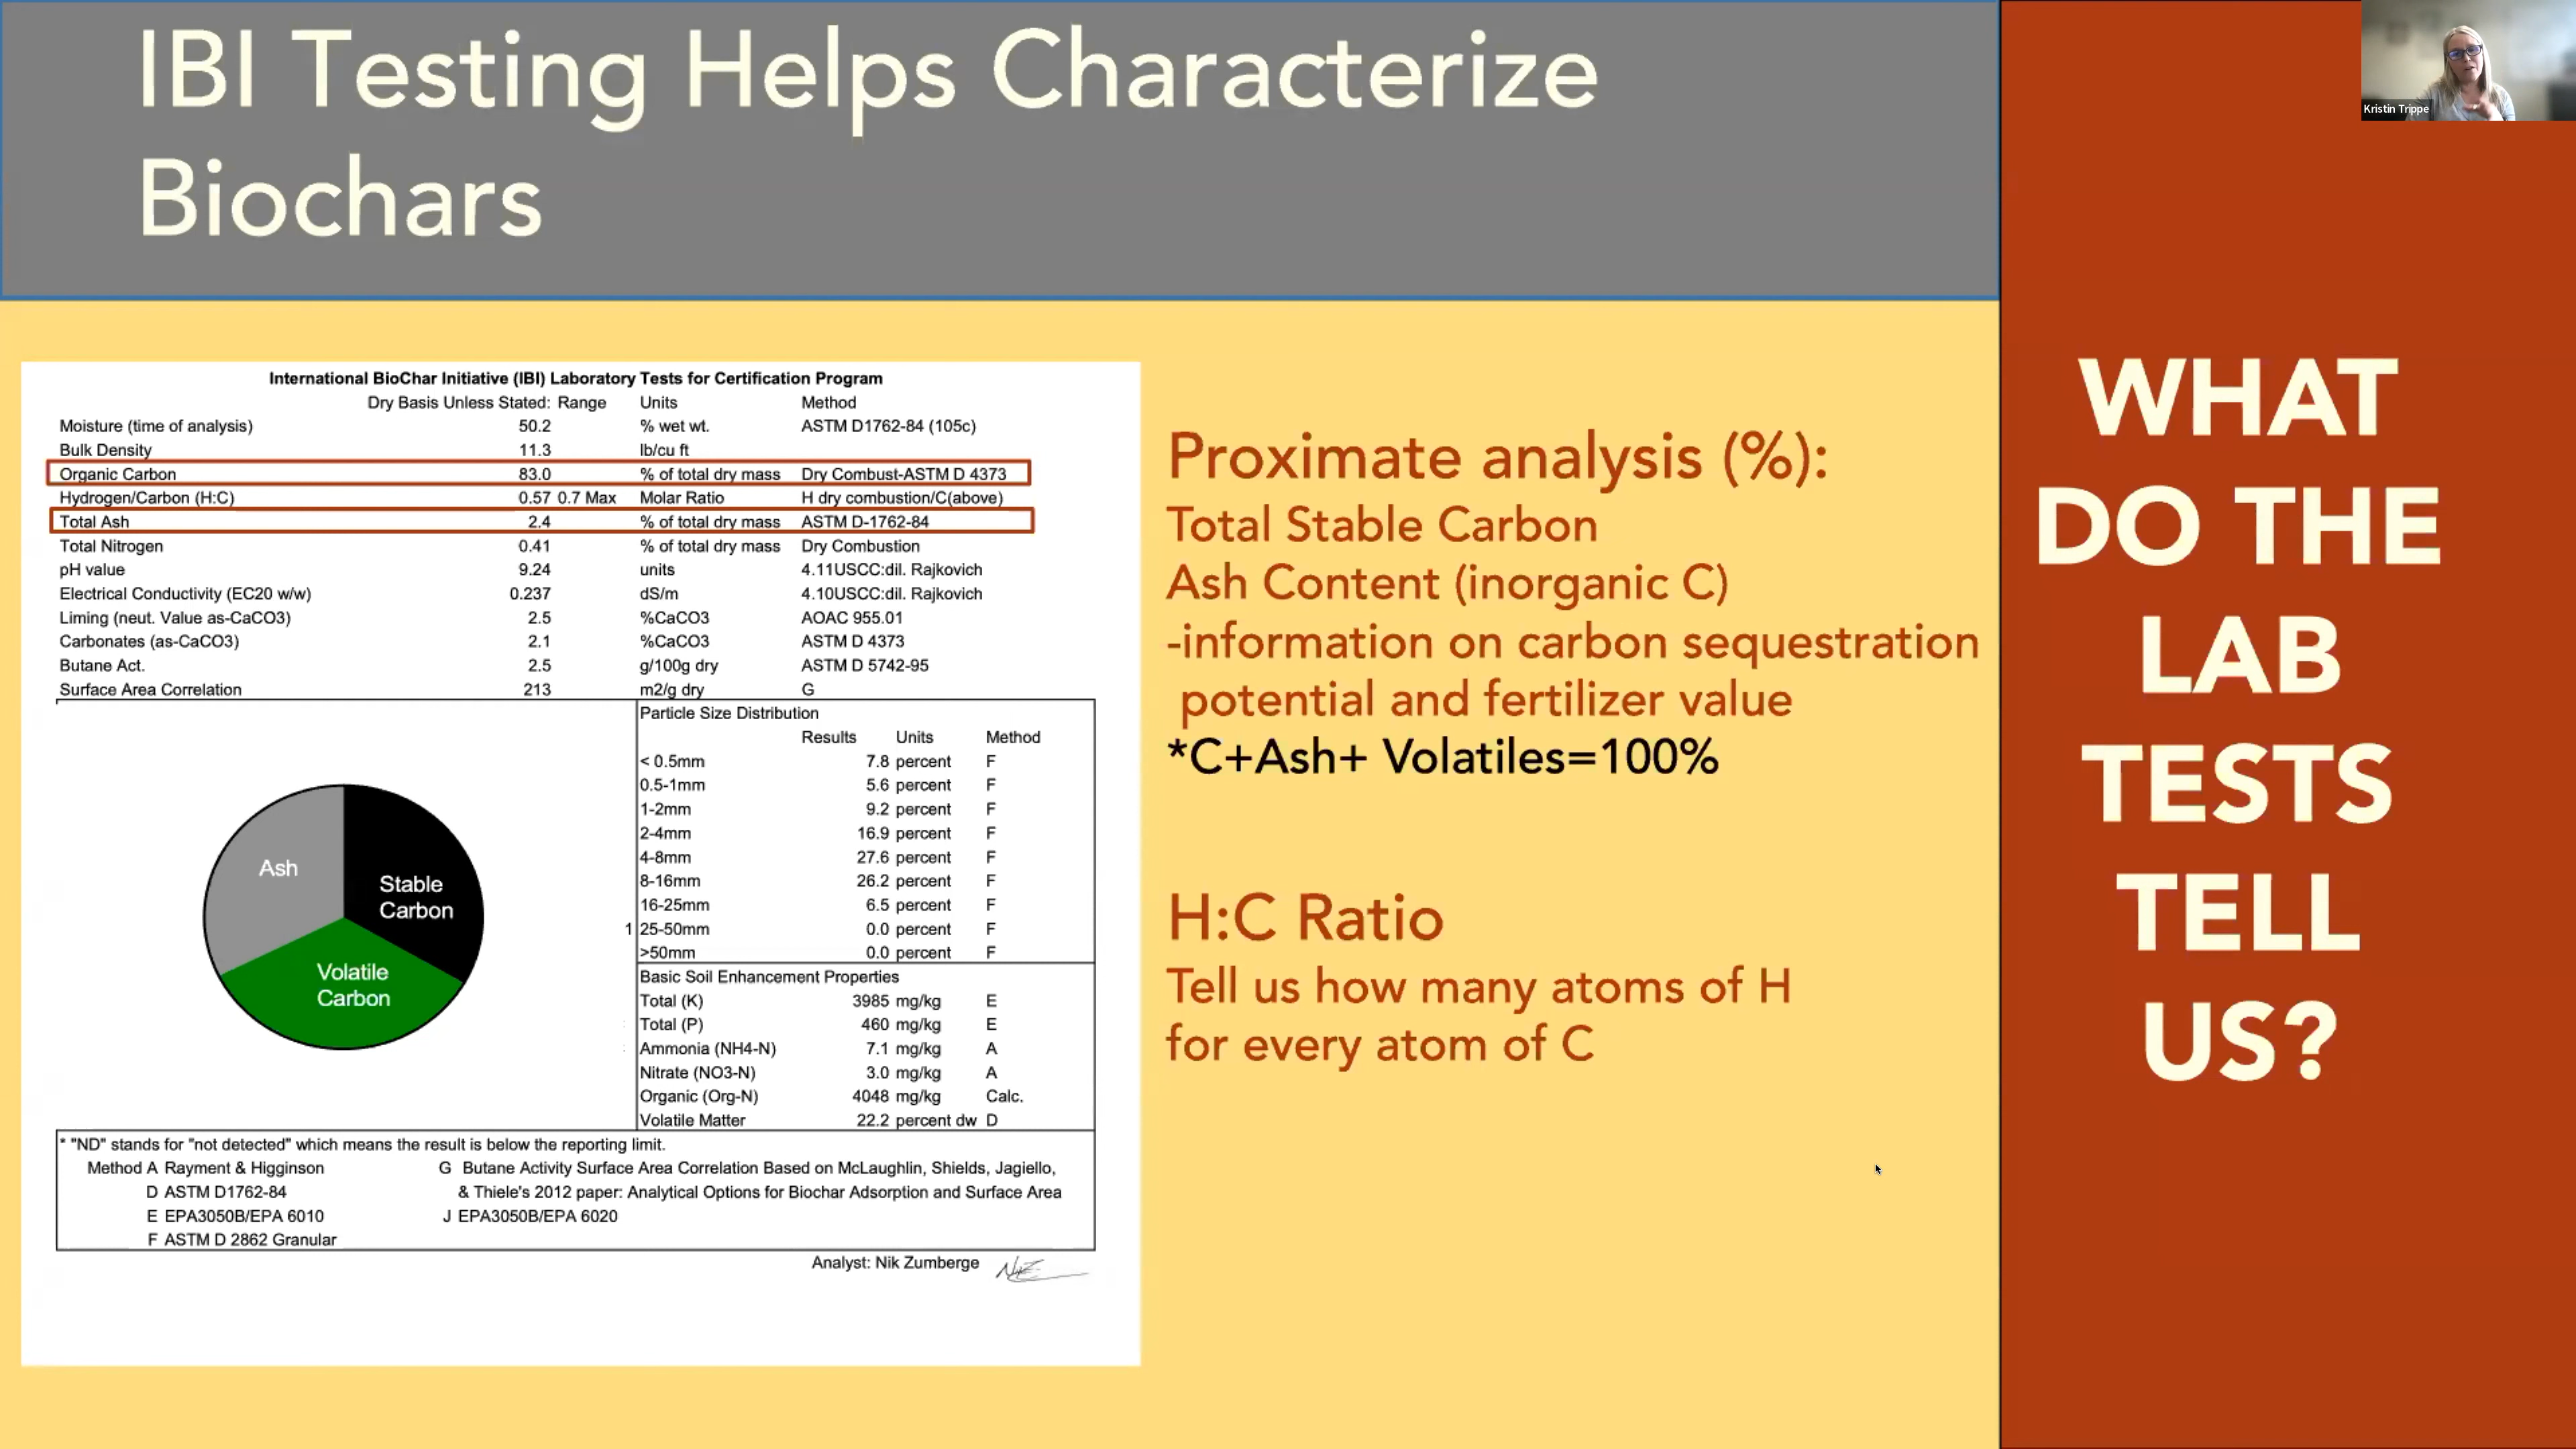 IBI Testing Helps Characterize
Biochars
Kristin Trippe
International BioChar Initiative (IBI) Laboratory Tests for Certification Program
Dry Basis Unless Stated: Range Units Method
Moisture (time of analysis) 50.2 % wet wt. ASTM D1762-84 (105c)
Bulk Density 11.3 lb/cu ft
Organic Carbon 83.0 % of total dry mass Dry Combust-ASTM D 4373
Hydrogen/Carbon (H:C) 0.57 0.7 Max Molar Ratio H dry combustion/C(above)
Total Ash 2.4 % of total dry mass ASTM D-1762-84
Total Nitrogen 0.41 % of total dry mass Dry Combustion
pH value 9.24 units 4.11USCC:dil. Rajkovich
Electrical Conductivity (EC20 w/w) 0.237 dS/m 4.10USCC:dil. Rajkovich
Liming (neut. Value as-CaCO3) 2.5 %CaCO3 AOAC 955.01
Carbonates (as-CaCO3) 2.1 %CaCO3 ASTM D 4373
Butane Act. 2.5 g/100g dry ASTM D 5742-95
Surface Area Correlation 213 m2/g dry G
Particle Size Distribution
Results Units Method
< 0.5mm 7.8 percent F
0.5-1mm 5.6 percent F
1-2mm 9.2 percent F
2-4mm 16.9 percent F
4-8mm 27.6 percent F
8-16mm 26.2 percent F
16-25mm 6.5 percent F
1 25-50mm 0.0 percent F
>50mm 0.0 percent F
Basic Soil Enhancement Properties
Total (K) 3985 mg/kg E
Total (P) 460 mg/kg E
Ammonia (NH4-N) 7.1 mg/kg A
Nitrate (NO3-N) 3.0 mg/kg A
Organic (Org-N) 4048 mg/kg Calc.
Volatile Matter 22.2 percent dw D
Ash
Stable
Carbon
Volatile
Carbon
* "ND" stands for "not detected" which means the result is below the reporting limit.
Method A Rayment & Higginson
D ASTM D1762-84
E EPA3050B/EPA 6010
F ASTM D 2862 Granular
G Butane Activity Surface Area Correlation Based on McLaughlin, Shields, Jagiello,
& Thiele's 2012 paper: Analytical Options for Biochar Adsorption and Surface Area
J EPA3050B/EPA 6020
Analyst: Nik Zumberge
Proximate analysis (%):
Total Stable Carbon
Ash Content (inorganic C)
-information on carbon sequestration
potential and fertilizer value
*C+Ash+ Volatiles=100%
H:C Ratio
Tell us how many atoms of H
for every atom of C
WHAT
DO THE
LAB
TESTS
TELL
US?